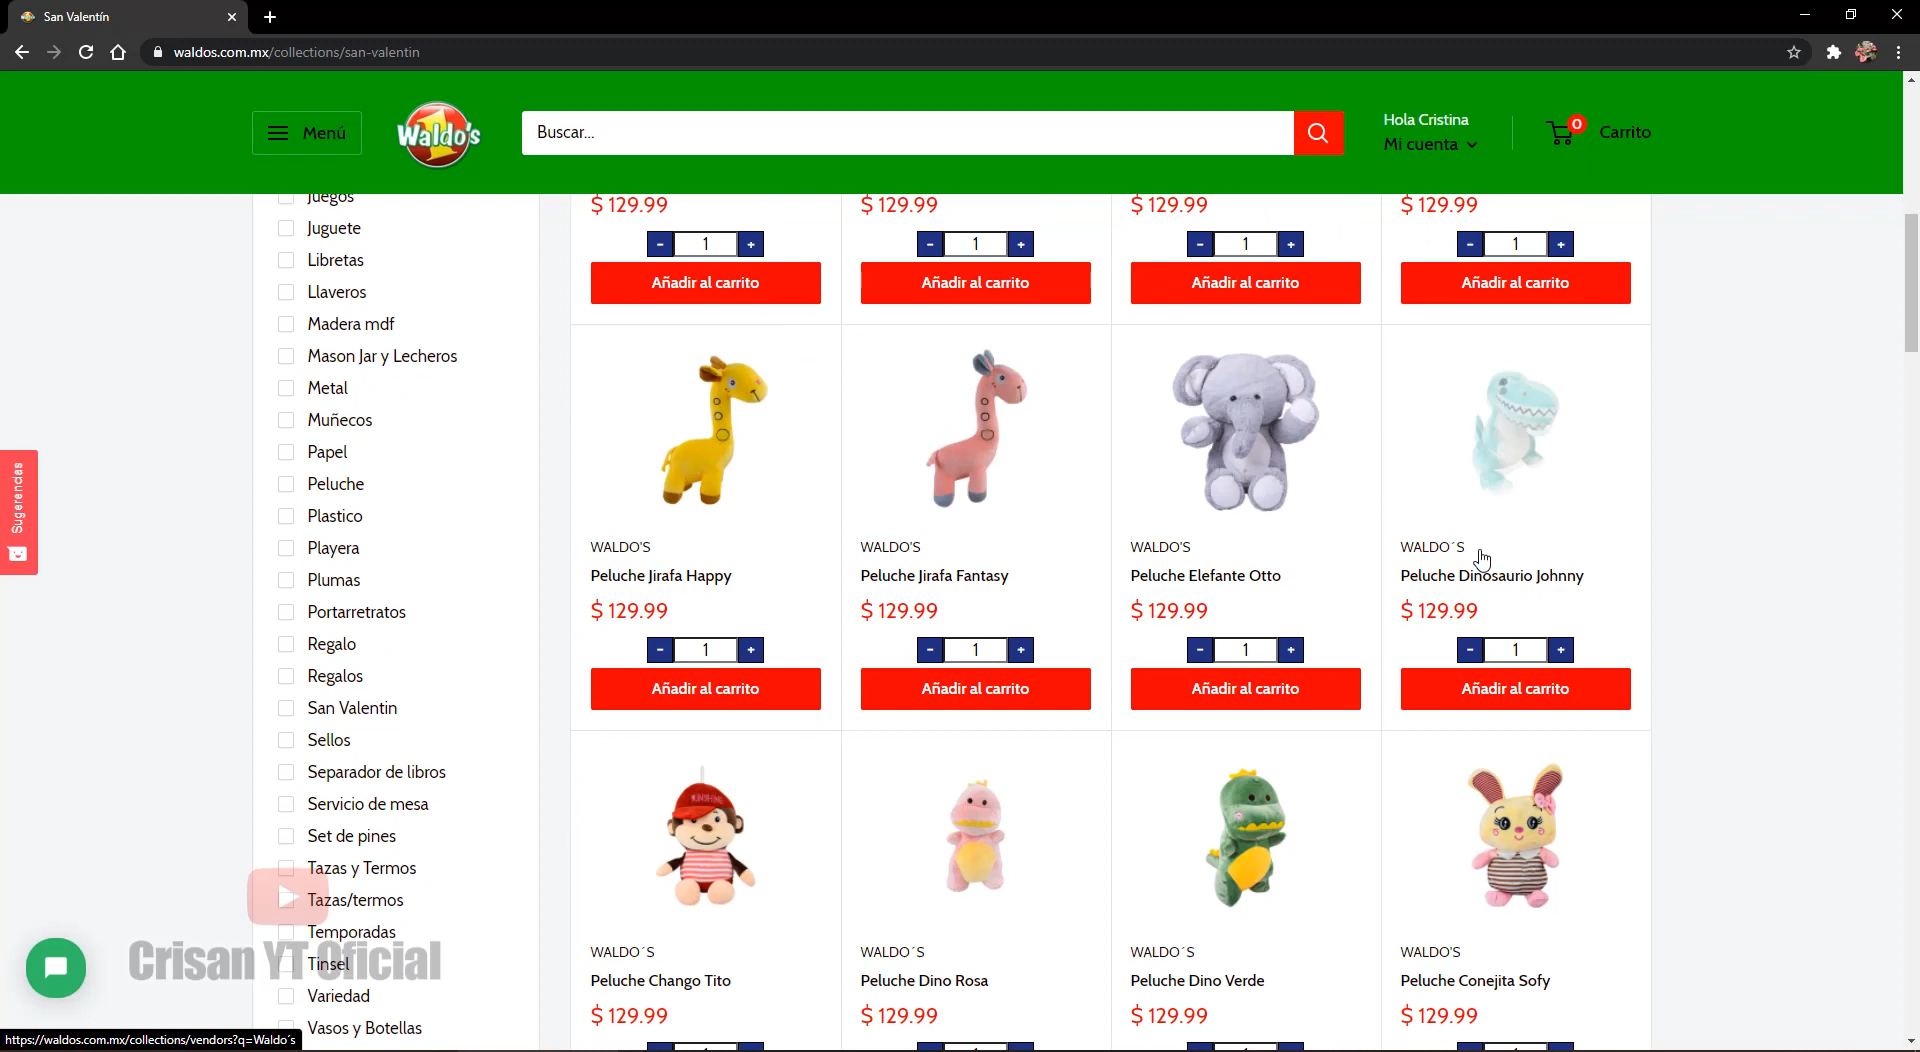 San Valentín
waldos.com.mx/collections/san-valentin
Menú
Waldo's
Buscar...
Hola Cristina
Mi cuenta
0
Carrito
Juegos
Juguete
Libretas
Llaveros
Madera mdf
Mason Jar y Lecheros
Metal
Muñecos
Papel
Peluche
Plastico
Playera
Plumas
Portarretratos
Regalo
Regalos
San Valentin
Sellos
Separador de libros
Servicio de mesa
Set de pines
Tazas y Termos
Tazas/termos
Temporadas
Tinsel
Variedad
Vasos y Botellas
$ 129.99 $ 129.99 $ 129.99 $ 129.99
- 1 + - 1 + - 1 + - 1 +
Añadir al carrito Añadir al carrito Añadir al carrito Añadir al carrito
WALDO'S WALDO'S WALDO'S WALDO´S
Peluche Jirafa Happy Peluche Jirafa Fantasy Peluche Elefante Otto Peluche Dinosaurio Johnny
$ 129.99 $ 129.99 $ 129.99 $ 129.99
- 1 + - 1 + - 1 + - 1 +
Añadir al carrito Añadir al carrito Añadir al carrito Añadir al carrito
WALDO´S WALDO´S WALDO´S WALDO'S
Peluche Chango Tito Peluche Dino Rosa Peluche Dino Verde Peluche Conejita Sofy
$ 129.99 $ 129.99 $ 129.99 $ 129.99
Sugerendas
Crisan YT Oficial
https://waldos.com.mx/collections/vendors?q=Waldo´s